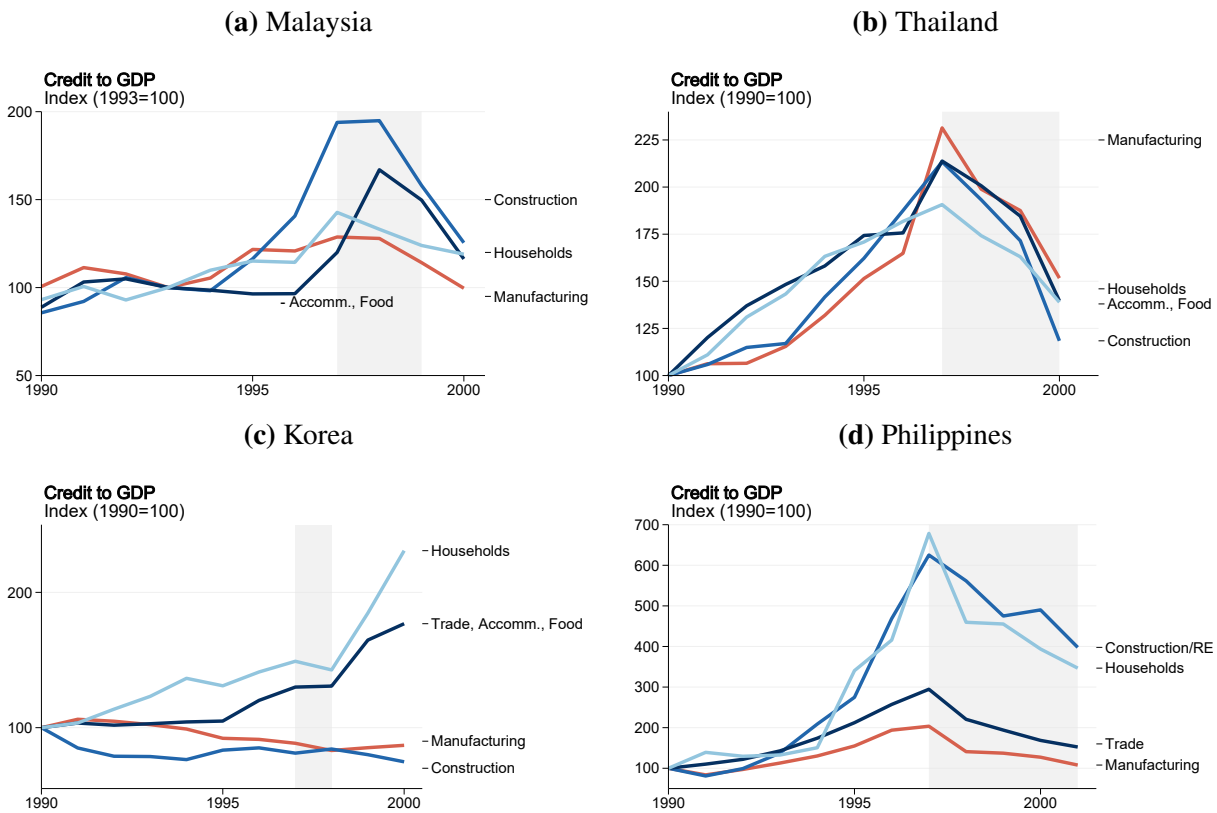 (a) Malaysia
Credit to GDP
Index (1993=100)
200
150
100
50
1990
1995
2000
Construction
Households
Manufacturing
Accomm., Food
(b) Thailand
Credit to GDP
Index (1990=100)
225
200
175
150
125
100
1990
1995
2000
Manufacturing
Households
Accomm., Food
Construction
(c) Korea
Credit to GDP
Index (1990=100)
200
100
1990
1995
2000
Households
Trade, Accomm., Food
Manufacturing
Construction
(d) Philippines
Credit to GDP
Index (1990=100)
700
600
500
400
300
200
100
1990
1995
2000
Construction/RE
Households
Trade
Manufacturing